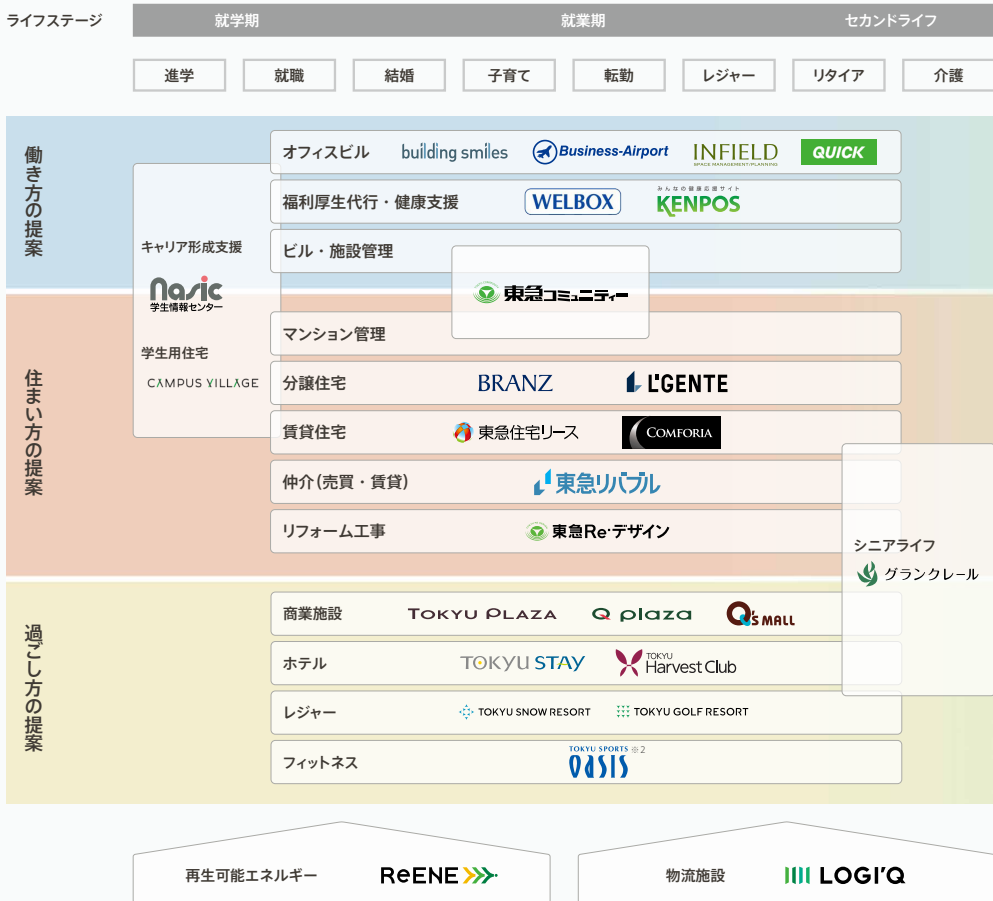 ライフステージ
就学期
就業期
セカンドライフ
進学
就職
結婚
子育て
転勤
レジャー
リタイア
介護
働き方の提案
キャリア形成支援
Nasic
学生情報センター
学生用住宅
CAMPUS VILLAGE
オフィスビル
building smiles
Business-Airport
INFIELD
SPACE MANAGEMENT/PLANNING
QUICK
福利厚生代行・健康支援
WELBOX
みんなの健康応援サイト
KENPOS
ビル・施設管理
東急コミュニティー
住まい方の提案
マンション管理
分譲住宅
BRANZ
L'GENTE
賃貸住宅
東急住宅リース
COMFORIA
仲介(売買・賃貸)
東急リバブル
リフォーム工事
東急Re・デザイン
シニアライフ
グランクレール
過ごし方の提案
商業施設
TOKYU PLAZA
Q plaza
Q's MALL
ホテル
TOKYU STAY
TOKYU
Harvest Club
レジャー
TOKYU SNOW RESORT
TOKYU GOLF RESORT
フィットネス
TOKYU SPORTS ※2
OASIS
再生可能エネルギー
ReENE
物流施設
LOGI'Q